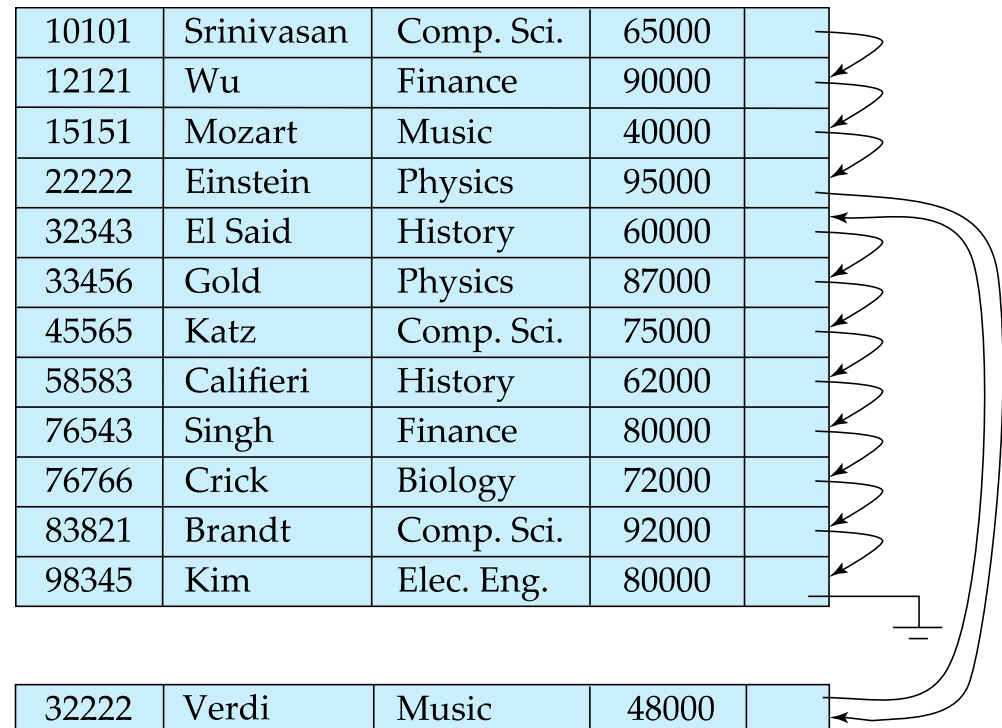 10101 Srinivasan Comp. Sci. 65000
12121 Wu Finance 90000
15151 Mozart Music 40000
22222 Einstein Physics 95000
32343 El Said History 60000
33456 Gold Physics 87000
45565 Katz Comp. Sci. 75000
58583 Califieri History 62000
76543 Singh Finance 80000
76766 Crick Biology 72000
83821 Brandt Comp. Sci. 92000
98345 Kim Elec. Eng. 80000
32222 Verdi Music 48000